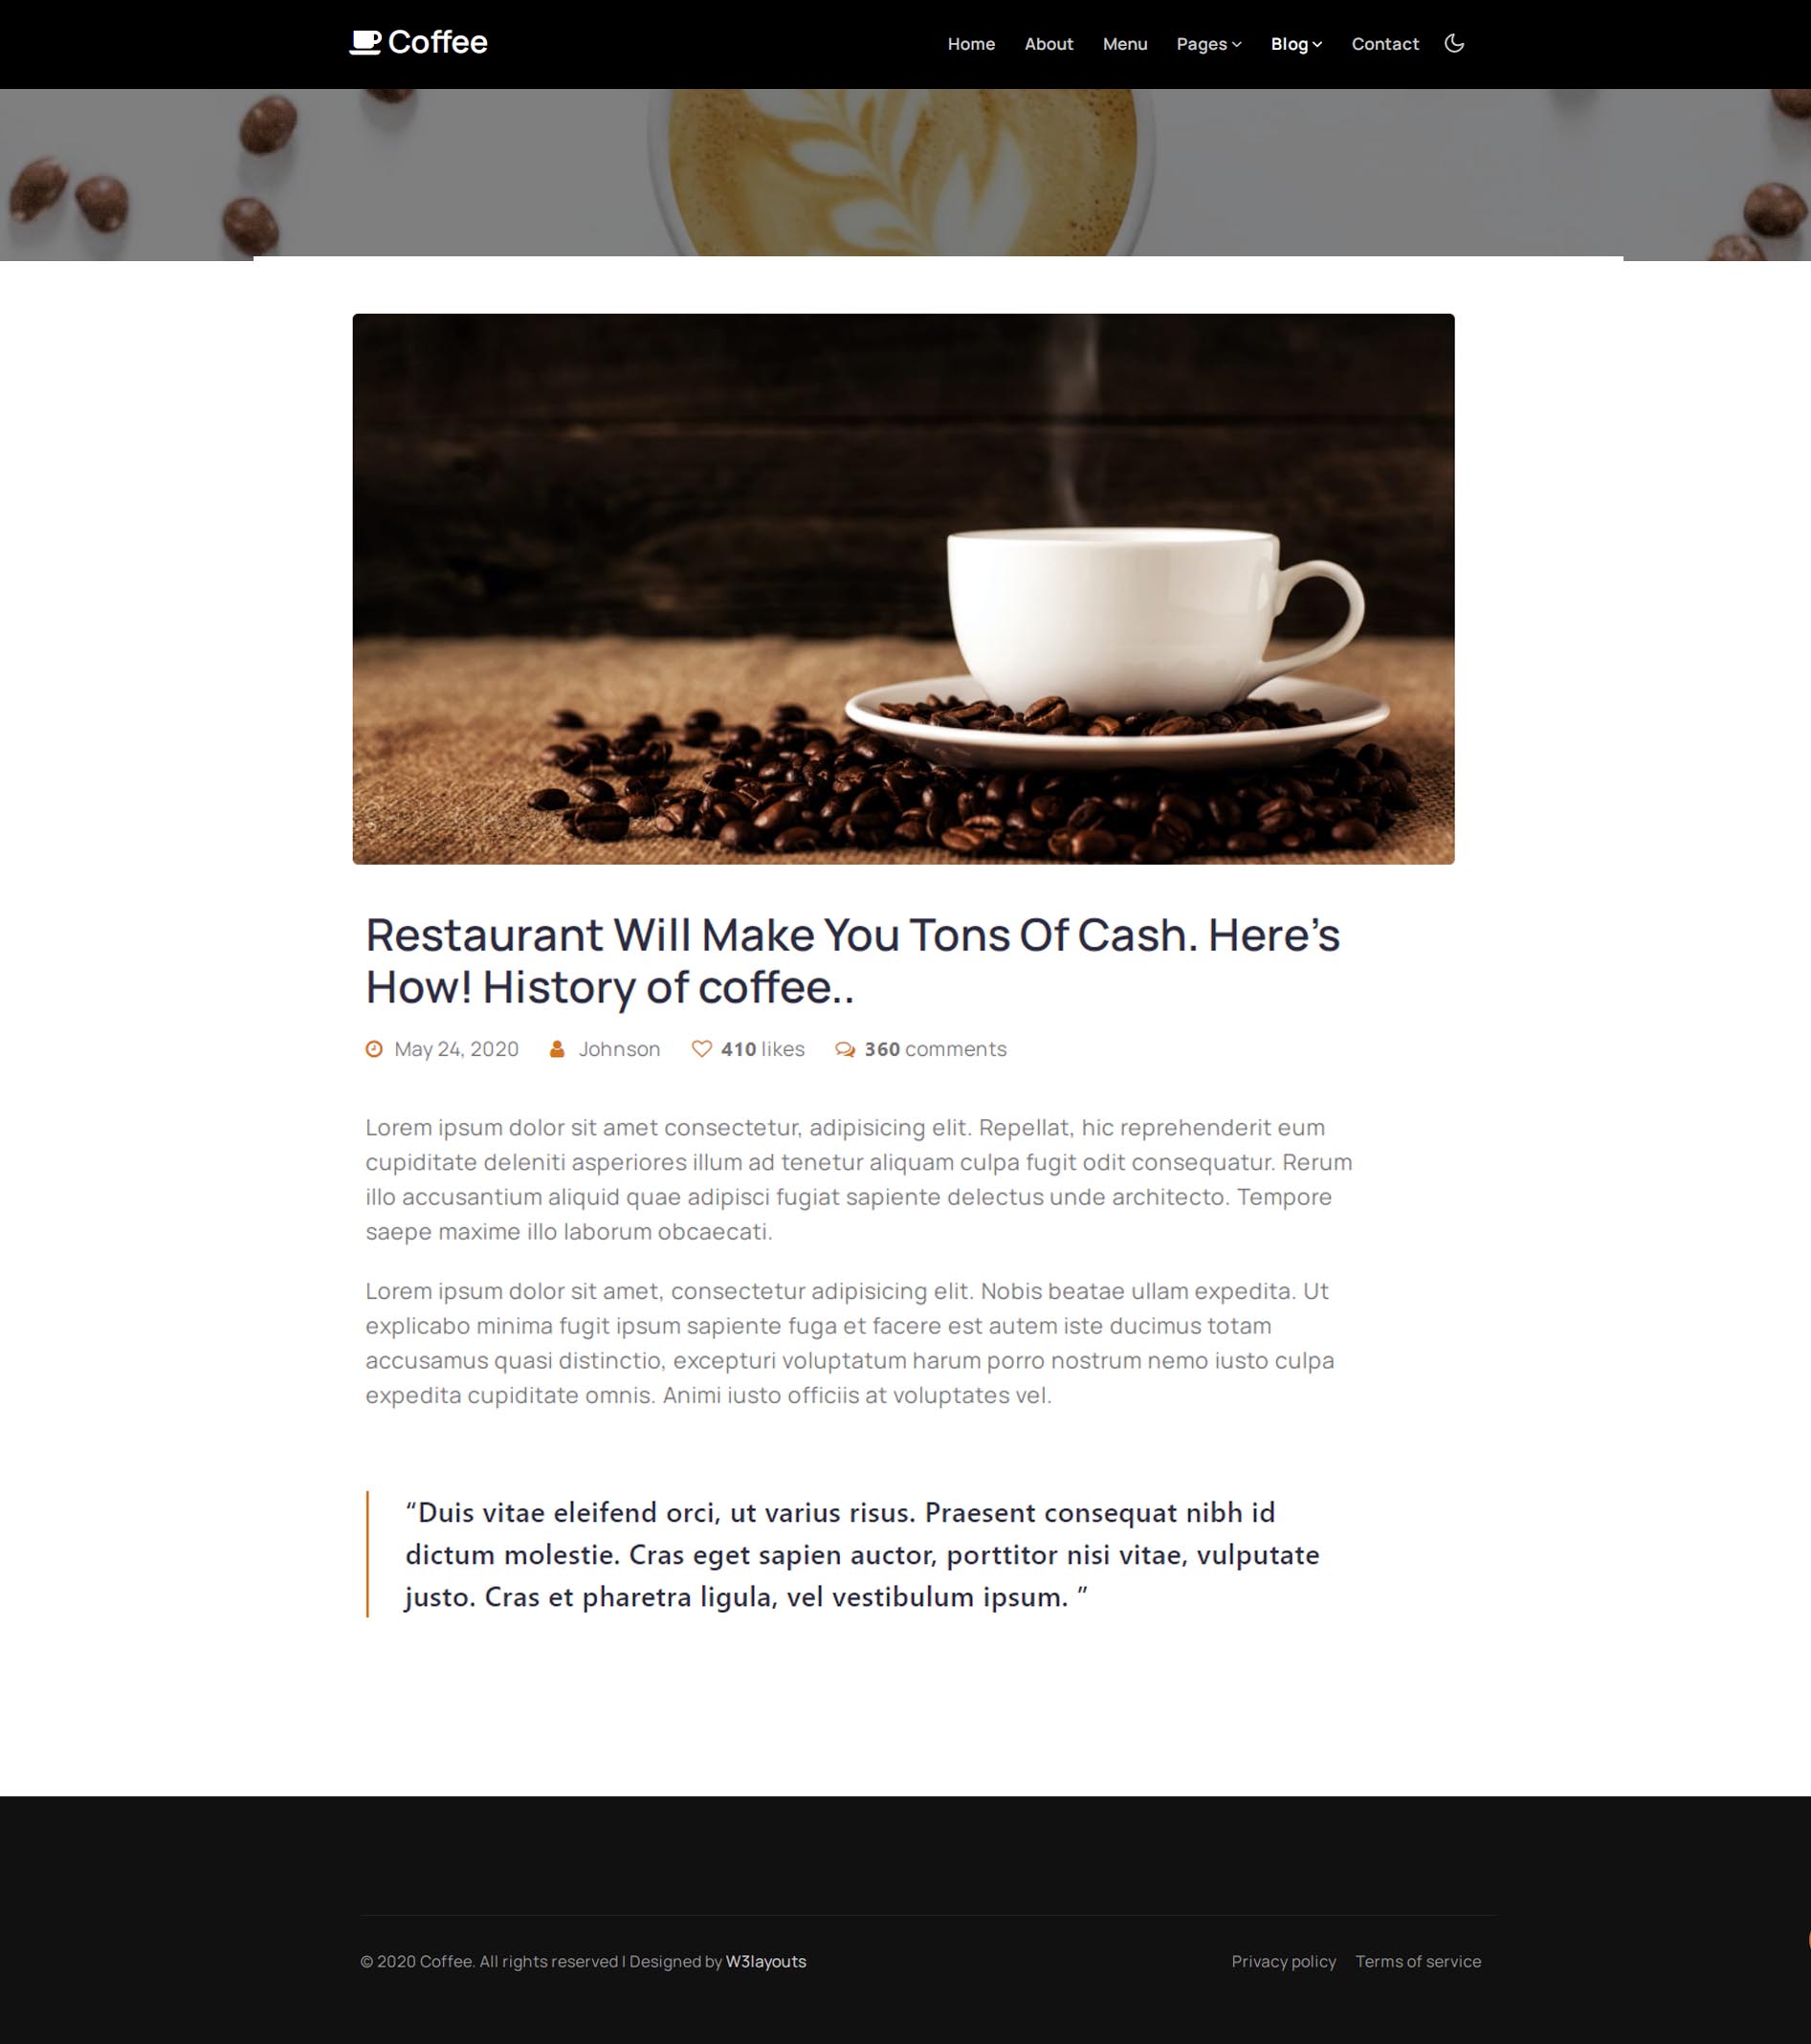 Coffee
Home About Menu Pages Blog Contact
Restaurant Will Make You Tons Of Cash. Here’s
How! History of coffee..
May 24, 2020 Johnson 410 likes 360 comments
Lorem ipsum dolor sit amet consectetur, adipisicing elit. Repellat, hic reprehenderit eum
cupiditate deleniti asperiores illum ad tenetur aliquam culpa fugit odit consequatur. Rerum
illo accusantium aliquid quae adipisci fugiat sapiente delectus unde architecto. Tempore
saepe maxime illo laborum obcaecati.
Lorem ipsum dolor sit amet, consectetur adipisicing elit. Nobis beatae ullam expedita. Ut
explicabo minima fugit ipsum sapiente fuga et facere est autem iste ducimus totam
accusamus quasi distinctio, excepturi voluptatum harum porro nostrum nemo iusto culpa
expedita cupiditate omnis. Animi iusto officiis at voluptates vel.
“Duis vitae eleifend orci, ut varius risus. Praesent consequat nibh id
dictum molestie. Cras eget sapien auctor, porttitor nisi vitae, vulputate
justo. Cras et pharetra ligula, vel vestibulum ipsum. ”
© 2020 Coffee. All rights reserved | Designed by W3layouts
Privacy policy Terms of service